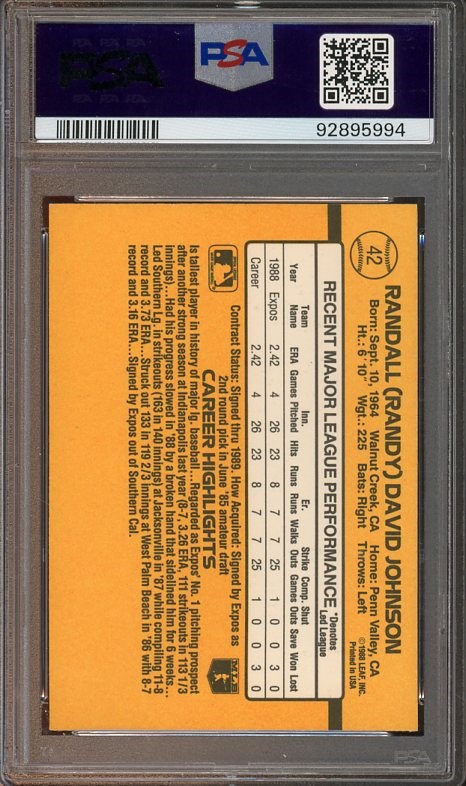 PSA
PSA
92895994
42
RANDALL (RANDY) DAVID JOHNSON
Born: Sept. 10, 1964 Walnut Creek, CA Home: Penn Valley, CA
Ht.: 6' 10" Wgt.: 225 Bats: Right Throws: Left
©1988 LEAF, INC.
Printed in USA
RECENT MAJOR LEAGUE PERFORMANCE *Denotes Led League
Team Inn. Er. Strike Comp. Shut
Year Name ERA Games Pitched Hits Runs Runs Walks Outs Games Outs Save Won Lost
1988 Expos 2.42 4 26 23 8 7 7 25 1 0 0 3 0
Career 2.42 4 26 23 8 7 7 25 1 0 0 3 0
Contract Status: Signed thru 1989. How Acquired: Signed by Expos as
2nd round pick in June '85 amateur draft
CAREER HIGHLIGHTS
MLB
Is tallest player in history of major lg. baseball...Regarded as Expos' No. 1 pitching prospect
after another strong season at Indianapolis last year (8-7, 3.26 ERA, 111 strikeouts in 113 1/3
innings)...Had his progress slowed in '88 by a broken hand that sidelined him for 6 weeks...
Led Southern Lg. in strikeouts (163 in 140 innings) at Jacksonville in '87 while compiling 11-8
record and 3.73 ERA...Struck out 133 in 119 2/3 innings at West Palm Beach in '86 with 8-7
record and 3.16 ERA...Signed by Expos out of Southern Cal.
PSA